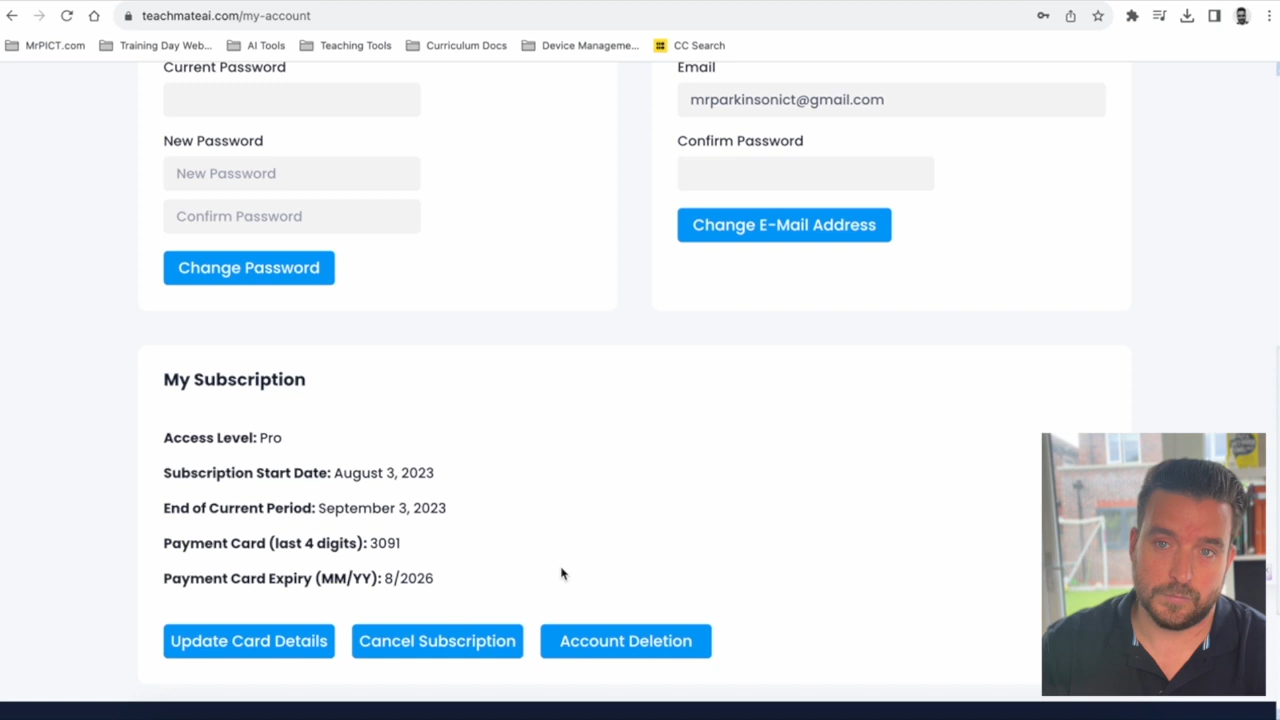 teachmateai.com/my-account
MrPICT.com Training Day Web... AI Tools Teaching Tools Curriculum Docs Device Manageme... CC Search
Current Password
New Password
New Password
Confirm Password
Change Password
Email
mrparkinsonict@gmail.com
Confirm Password
Change E-Mail Address
My Subscription
Access Level: Pro
Subscription Start Date: August 3, 2023
End of Current Period: September 3, 2023
Payment Card (last 4 digits): 3091
Payment Card Expiry (MM/YY): 8/2026
Update Card Details Cancel Subscription Account Deletion